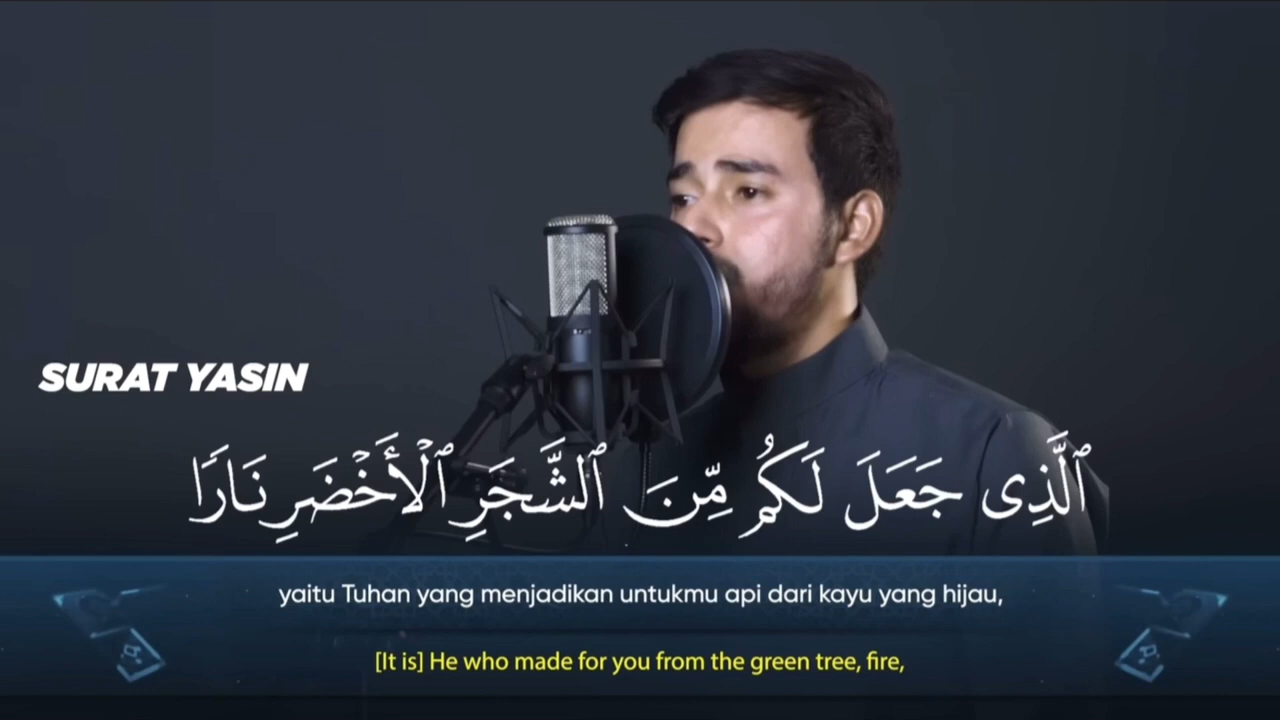 SURAT YASIN
ٱلَّذِى جَعَلَ لَكُم مِّنَ ٱلشَّجَرِ ٱلْأَخْضَرِ نَارًا
yaitu Tuhan yang menjadikan untukmu api dari kayu yang hijau,
[It is] He who made for you from the green tree, fire,